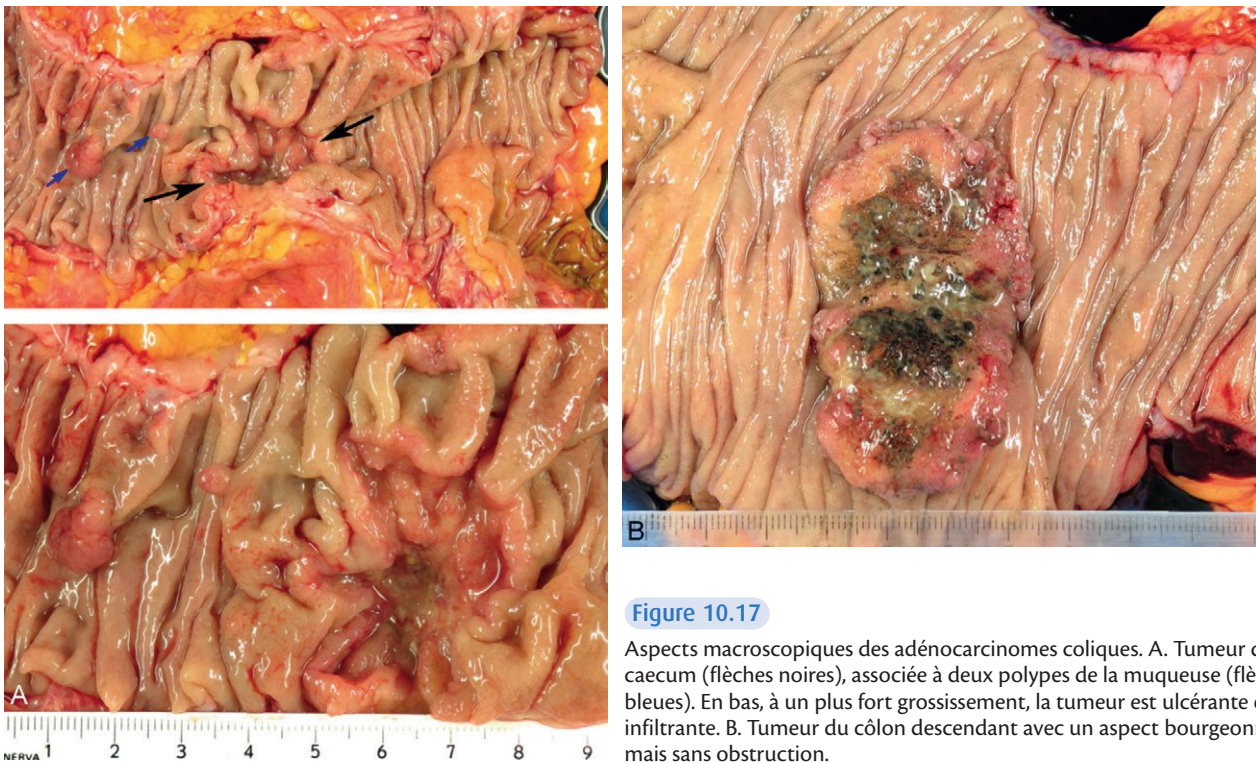 A
NERVA 1 2 3 4 5 6 7 8 9
B
Figure 10.17
Aspects macroscopiques des adénocarcinomes coliques. A. Tumeur
caecum (flèches noires), associée à deux polypes de la muqueuse
bleues). En bas, à un plus fort grossissement, la tumeur est ulcérante
infiltrante. B. Tumeur du côlon descendant avec un aspect
mais sans obstruction.